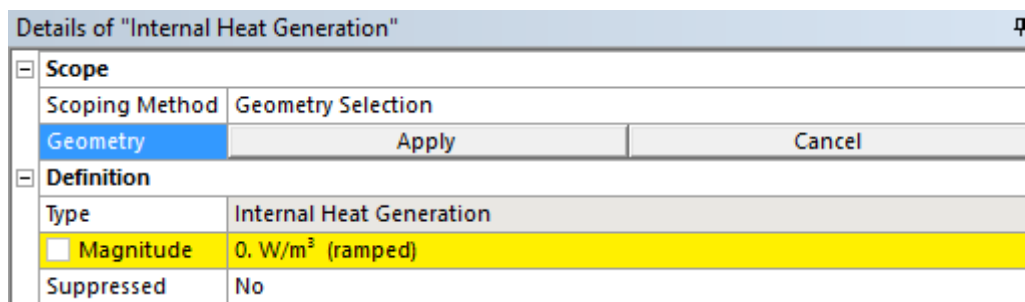 Details of "Internal Heat Generation"
Scope
Scoping Method Geometry Selection
Geometry Apply Cancel
Definition
Type Internal Heat Generation
Magnitude 0. W/m³ (ramped)
Suppressed No